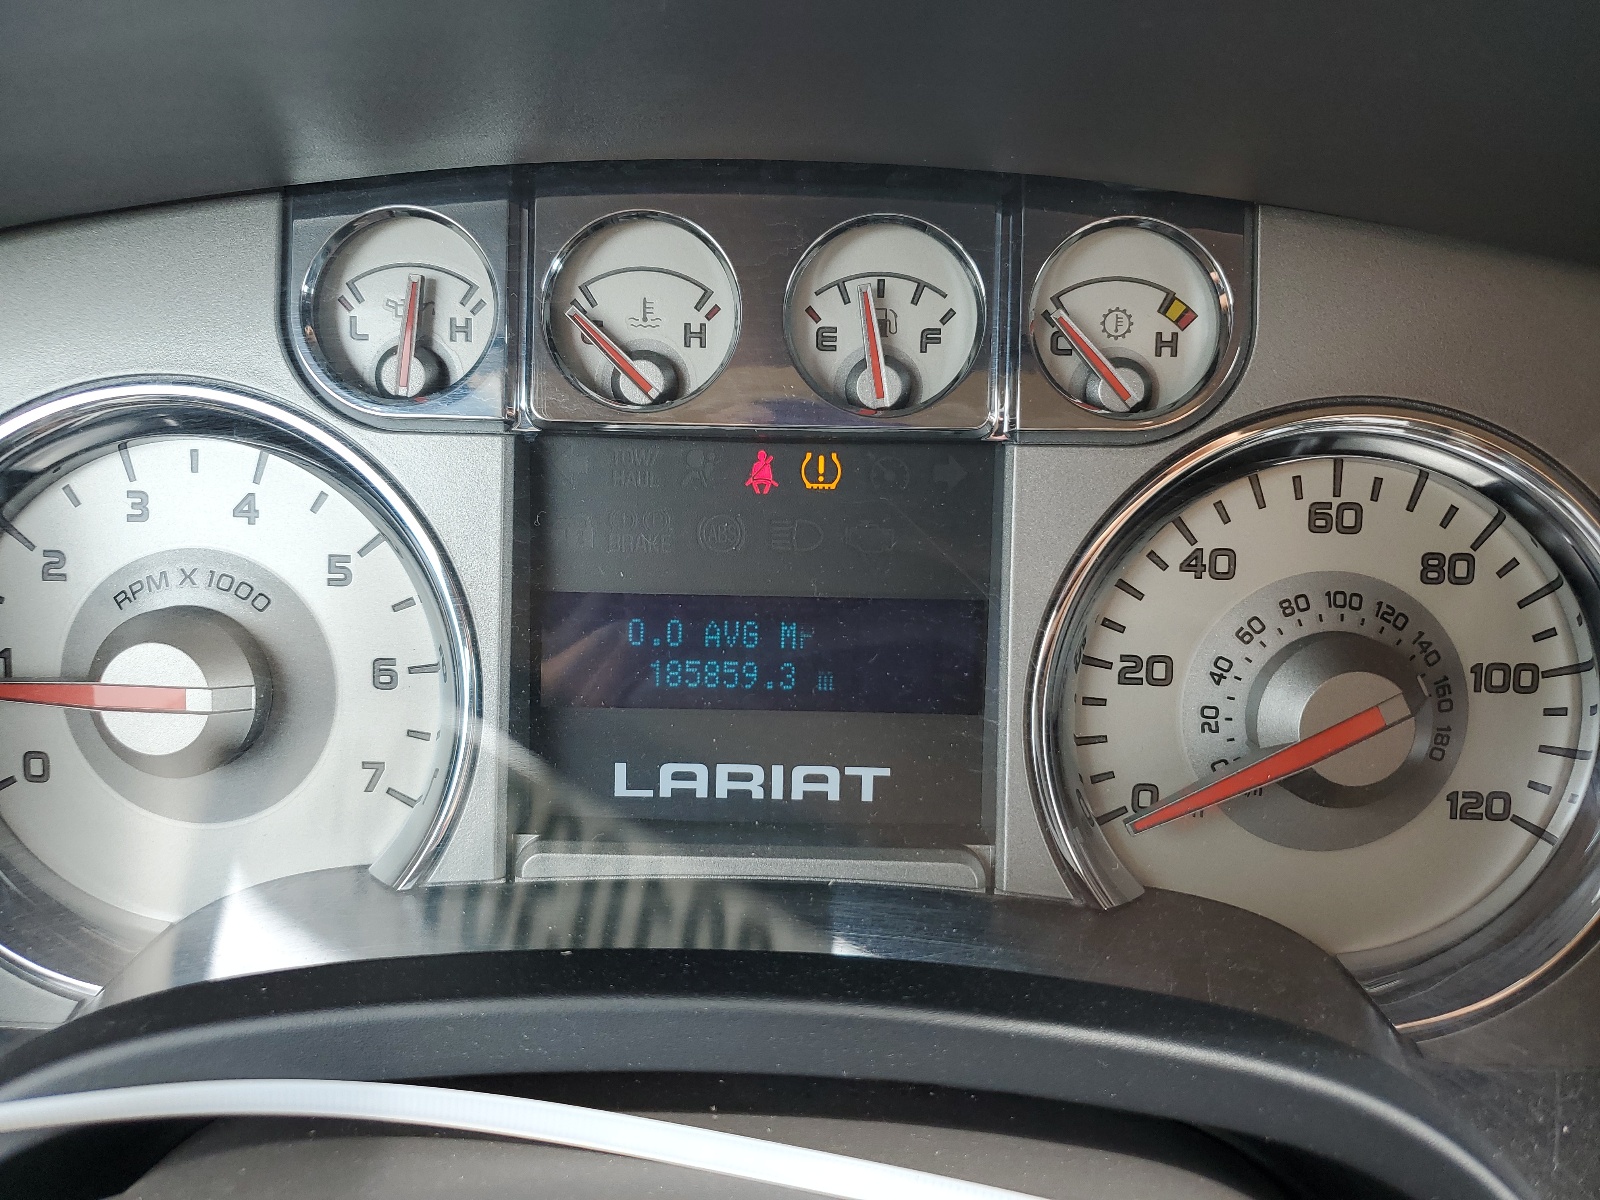 L H
C H
E F
C H
TOW/
HAUL
BRAKE
ABS
0 1 2 3 4 5 6 7
RPM X 1000
0.0 AVG
185859.3
LARIAT
0 20 40 60 80 100 120
20 40 60 80 100 120 140 160 180